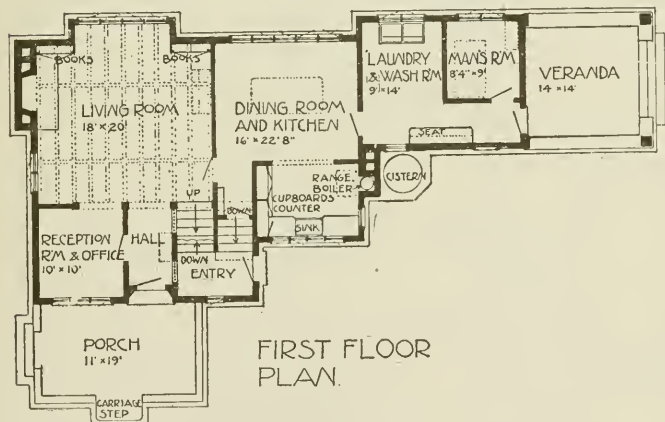 BOOKS
BOOKS
LIVING ROOM
18' × 20'
DINING ROOM
AND KITCHEN
16' × 22' 8"
LAUNDRY
& WASH R'M
9' × 14'
MAN'S R'M
8' 4" × 9'
VERANDA
14' × 14'
SEAT
UP
RANGE
BOILER
CISTERN
DOWN
CUPBOARDS
COUNTER
SINK
RECEPTION
R'M & OFFICE
10' × 10'
HALL
DOWN
ENTRY
PORCH
11' × 19'
CARRIAGE
STEP
FIRST FLOOR
PLAN.